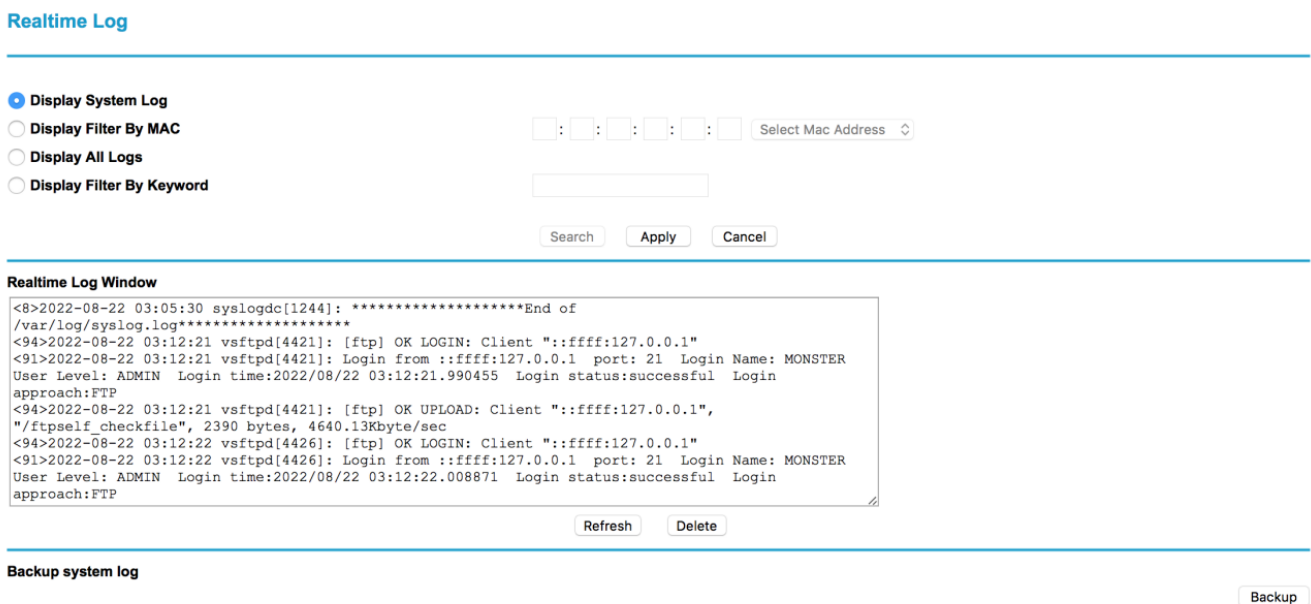 Realtime Log
Display System Log
Display Filter By MAC : : : : : Select Mac Address
Display All Logs
Display Filter By Keyword
Search Apply Cancel
Realtime Log Window
<8>2022-08-22 03:05:30 syslogdc[1244]: ********************End of
/var/log/syslog.log********************
<94>2022-08-22 03:12:21 vsftpd[4421]: [ftp] OK LOGIN: Client "::ffff:127.0.0.1"
<91>2022-08-22 03:12:21 vsftpd[4421]: Login from ::ffff:127.0.0.1  port: 21  Login Name: MONSTER
User Level: ADMIN  Login time:2022/08/22 03:12:21.990455  Login status:successful  Login
approach:FTP
<94>2022-08-22 03:12:21 vsftpd[4421]: [ftp] OK UPLOAD: Client "::ffff:127.0.0.1",
"/ftpself_checkfile", 2390 bytes, 4640.13Kbyte/sec
<94>2022-08-22 03:12:22 vsftpd[4426]: [ftp] OK LOGIN: Client "::ffff:127.0.0.1"
<91>2022-08-22 03:12:22 vsftpd[4426]: Login from ::ffff:127.0.0.1  port: 21  Login Name: MONSTER
User Level: ADMIN  Login time:2022/08/22 03:12:22.008871  Login status:successful  Login
approach:FTP
Refresh Delete
Backup system log
Backup